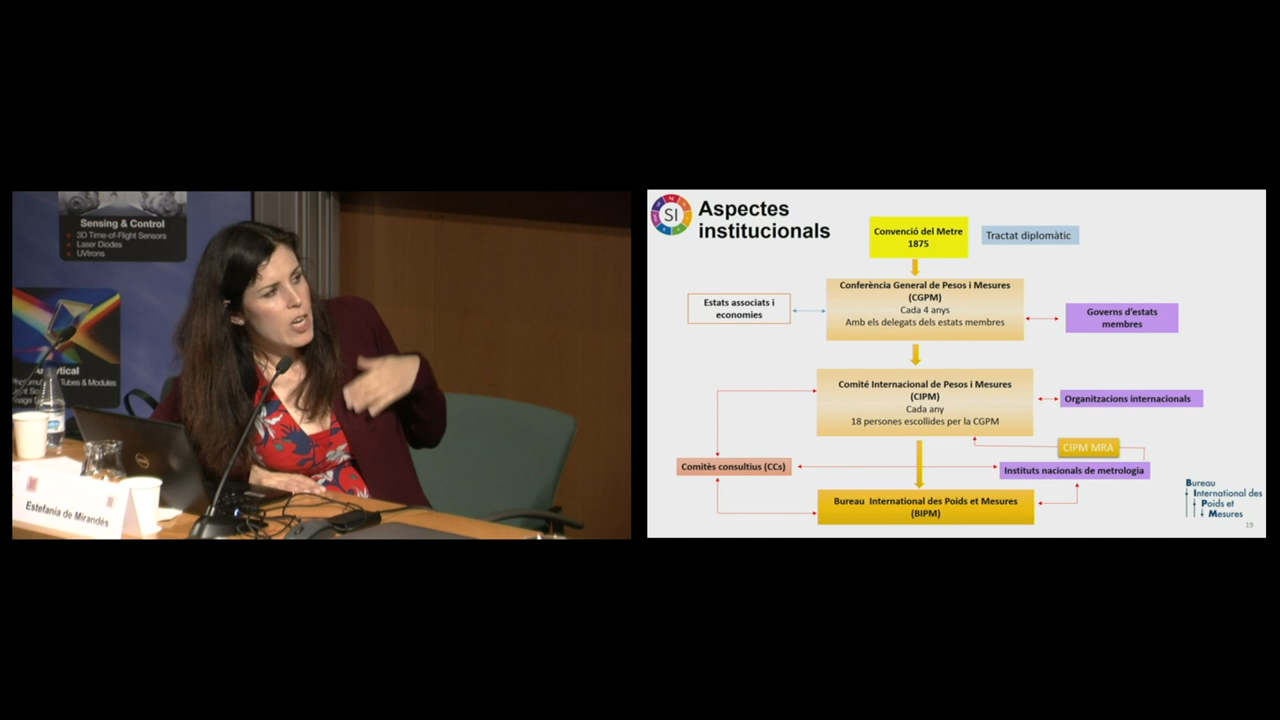 Sensing & Control
3D Time-of-Flight Sensors
Laser Diodes
UVtrons
Tubes & Modules
Estefania de Mirandés
SI
Aspectes
institucionals
Convenció del Metre
1875
Tractat diplomàtic
Conferència General de Pesos i Mesures
(CGPM)
Cada 4 anys
Amb els delegats dels estats membres
Estats associats i
economies
Governs d'estats
membres
Comité Internacional de Pesos i Mesures
(CIPM)
Cada any
18 persones escollides per la CGPM
Organitzacions internacionals
CIPM MRA
Comitès consultius (CCs)
Instituts nacionals de metrologia
Bureau International des Poids et Mesures
(BIPM)
Bureau
International des
Poids et
Mesures
19